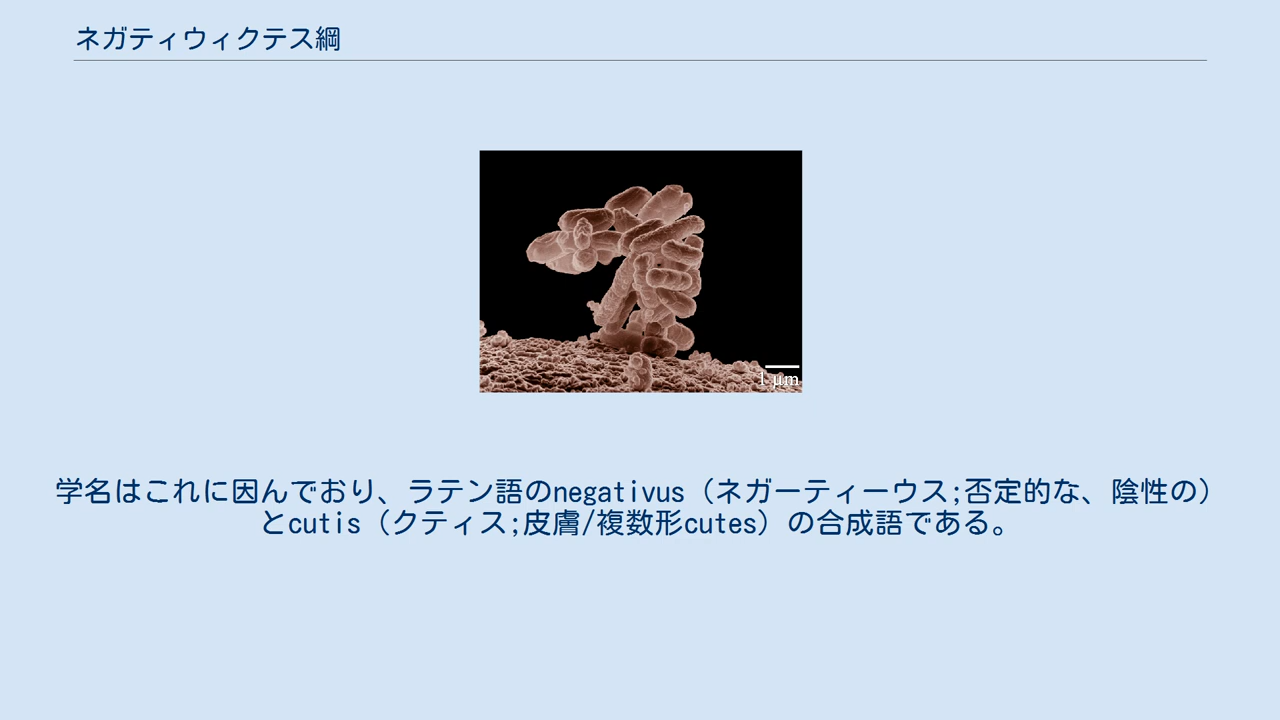 ネガティウィクテス綱
1 μm
学名はこれに因んでおり、ラテン語のnegativus（ネガーティーウス;否定的な、陰性の）
とcutis（クティス;皮膚/複数形cutes）の合成語である。